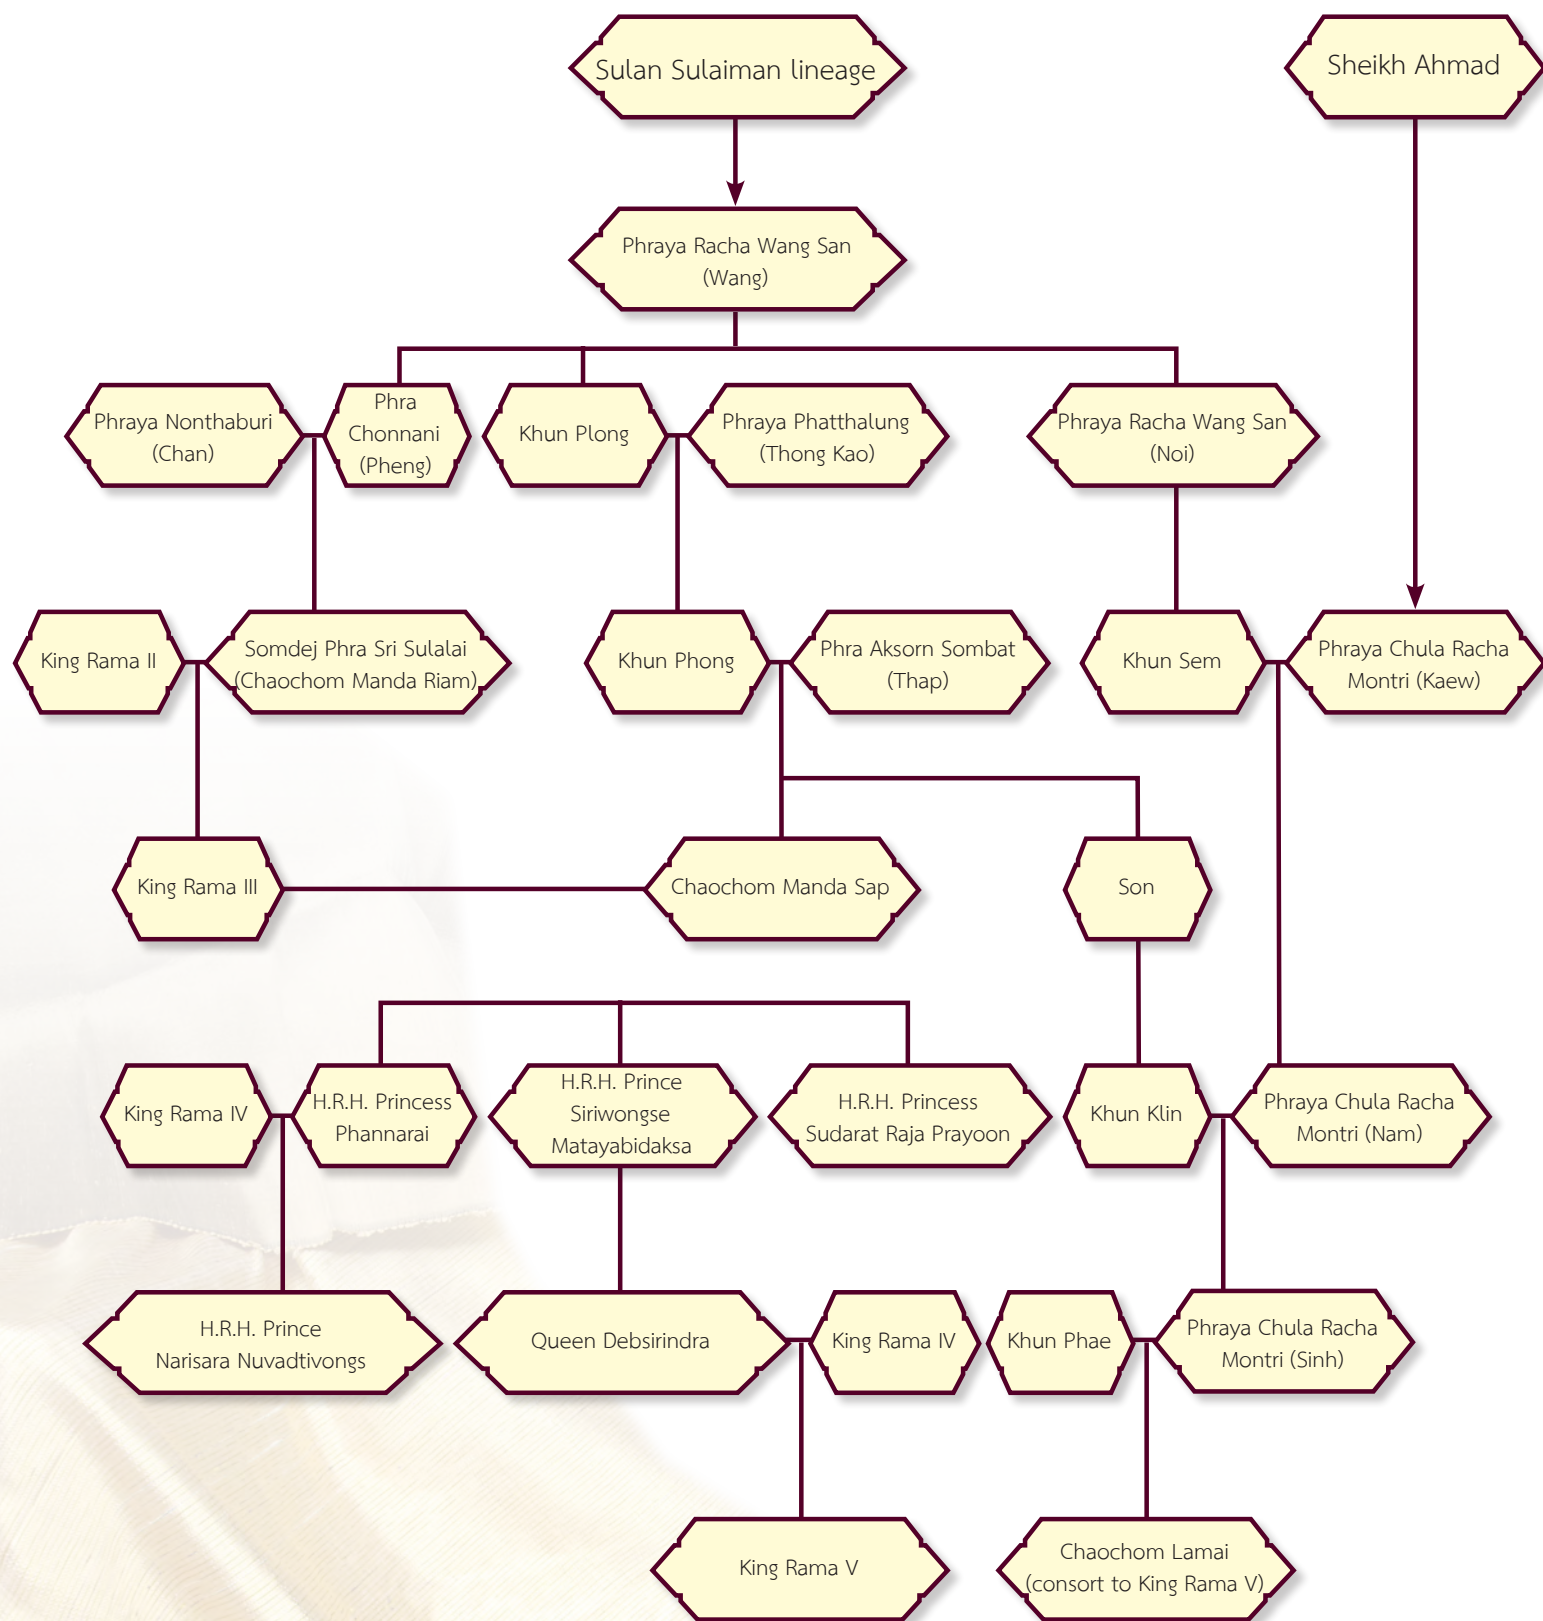 Sulan Sulaiman lineage
Sheikh Ahmad
Phraya Racha Wang San
(Wang)
Phraya Nonthaburi
(Chan)
Phra
Chonnani
(Pheng)
Khun Plong
Phraya Phatthalung
(Thong Kao)
Phraya Racha Wang San
(Noi)
King Rama II
Somdej Phra Sri Sulalai
(Chaochom Manda Riam)
Khun Phong
Phra Aksorn Sombat
(Thap)
Khun Sem
Phraya Chula Racha
Montri (Kaew)
King Rama III
Chaochom Manda Sap
Son
King Rama IV
H.R.H. Princess
Phannarai
H.R.H. Prince
Siriwongse
Matayabidaksa
H.R.H. Princess
Sudarat Raja Prayoon
Khun Klin
Phraya Chula Racha
Montri (Nam)
H.R.H. Prince
Narisara Nuvadtivongs
Queen Debsirindra
King Rama IV
Khun Phae
Phraya Chula Racha
Montri (Sinh)
King Rama V
Chaochom Lamai
(consort to King Rama V)